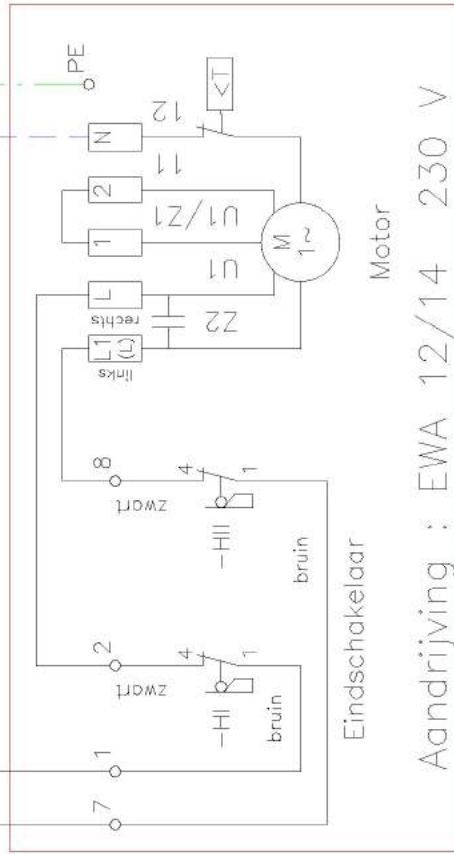 PE
N
2
1
L
L1
(L)
rechts
links
12
11
U1/Z1
U1
Z2
<T
M
1~
Motor
8
zwart
4
-HII
1
bruin
2
zwart
4
-HI
1
bruin
1
7
Eindschakelaar
Aandrijving : EWA 12/14 230 V